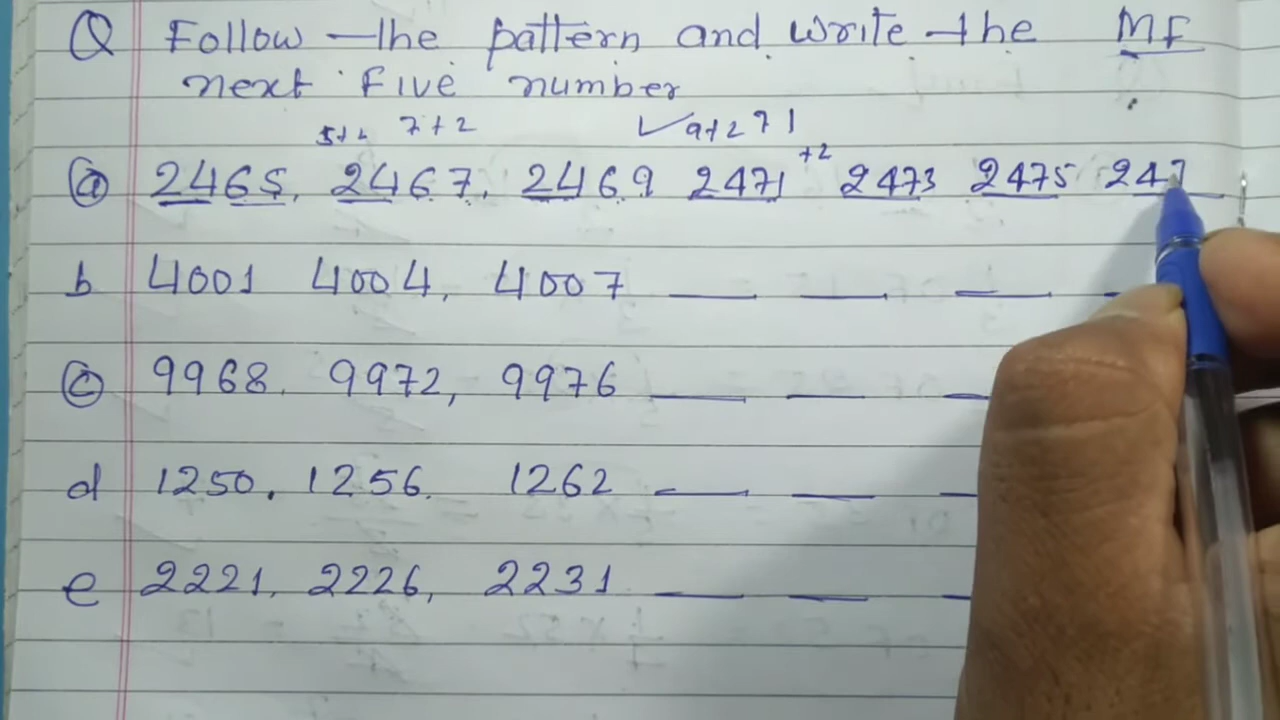 Q Follow the pattern and write the MF
next Five number
5+2 7+2 9+2 71
ⓐ 2465, 2467, 2469 2471 +2 2473 2475 247
b 4001 4004, 4007
ⓒ 9968. 9972, 9976
d 1250. 1256. 1262
e 2221, 2226, 2231